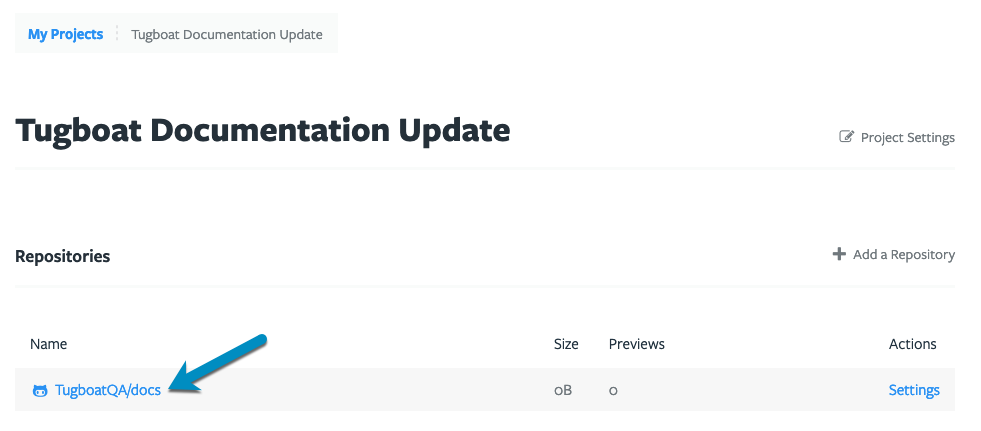 My Projects Tugboat Documentation Update
Tugboat Documentation Update
Project Settings
Repositories
Add a Repository
Name Size Previews Actions
TugboatQA/docs 0B 0 Settings